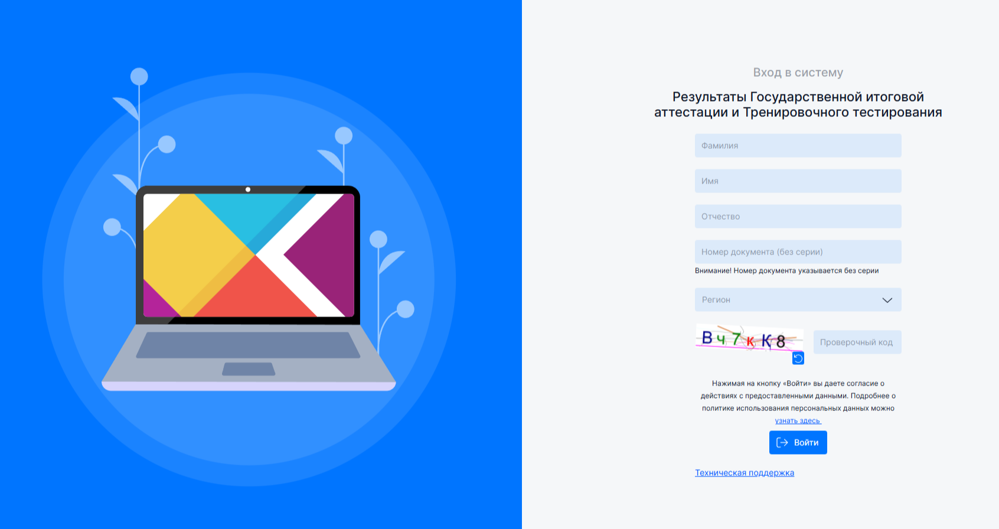 Вход в систему
Результаты Государственной итоговой
аттестации и Тренировочного тестирования
Фамилия
Имя
Отчество
Номер документа (без серии)
Внимание! Номер документа указывается без серии
Регион
Вч7кК8
Проверочный код
Нажимая на кнопку «Войти» вы даете согласие о
действиях с предоставленными данными. Подробнее о
политике использования персональных данных можно
узнать здесь
Войти
Техническая поддержка